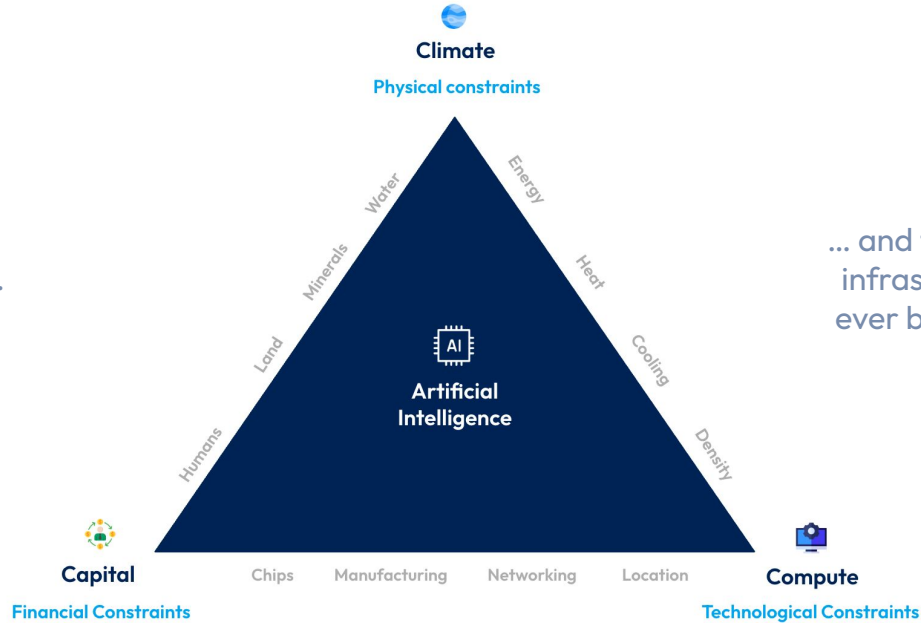 Climate
Physical constraints
Water
Energy
Minerals
Heat
Land
Cooling
Humans
Density
AI
Artificial
Intelligence
... and
ever b
Capital
Financial Constraints
Chips
Manufacturing
Networking
Location
Compute
Technological Constraints